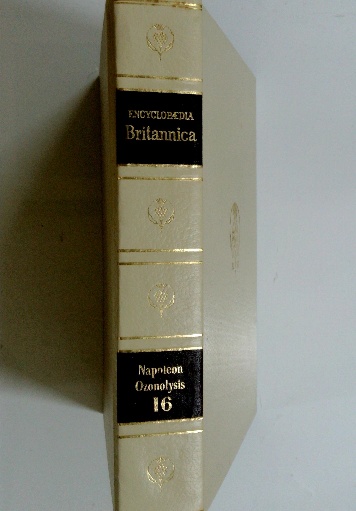 ENCYCLOPÆDIA
Britannica
Napoleon
Ozonolysis
16